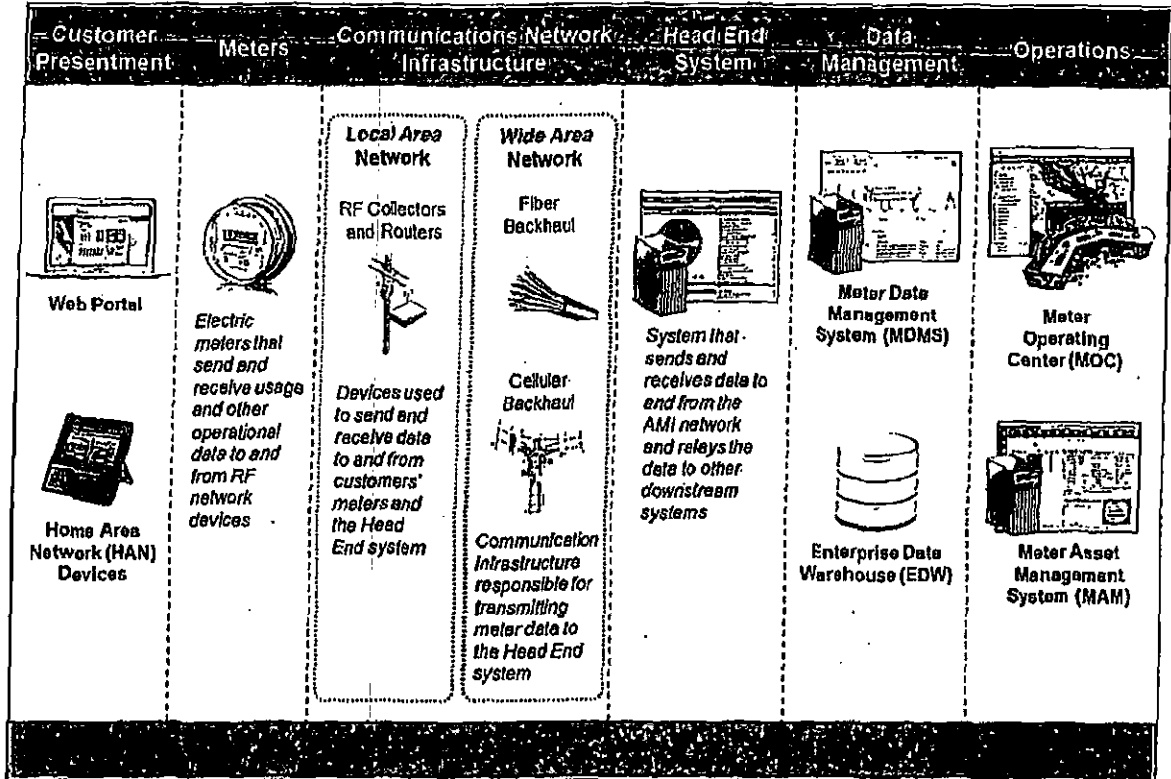 Customer
Presentment
Meters
Communications Network
Infrastructure
Head End
System
Data
Management
Operations
Web Portal
Home Area
Network (HAN)
Devices
Electric
meters that
send and
receive usage
and other
operational
data to and
from RF
network
devices
Local Area
Network
RF Collectors
and Routers
Devices used
to send and
receive data
to and from
customers'
meters and
the Head
End system
Wide Area
Network
Fiber
Backhaul
Cellular
Backhaul
Communication
Infrastructure
responsible for
transmitting
meter data to
the Head End
system
System that
sends and
receives data to
and from the
AMI network
and relays the
data to other
downstream
systems
Meter Data
Management
System (MDMS)
Enterprise Data
Warehouse (EDW)
Meter
Operating
Center (MOC)
Meter Asset
Management
System (MAM)